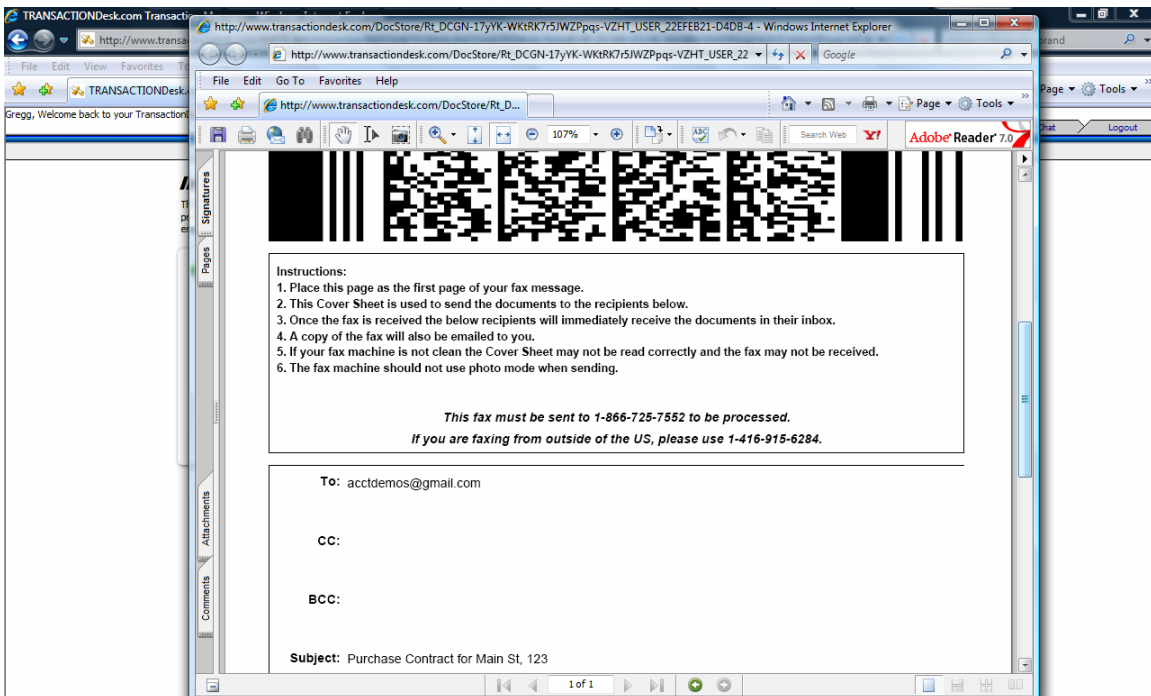 TRANSACTIONDesk.com
http://www.transactiondesk.com/DocStore/Rt_DCGN-17yYK-WKtRK7r5JWZPpqs-VZHT_USER_22EFEB21-D4DB-4 - Windows Internet Explorer
http://www.transa
http://www.transactiondesk.com/DocStore/Rt_DCGN-17yYK-WKtRK7r5JWZPpqs-VZHT_USER_22
Google
File Edit View Favorites
File Edit Go To Favorites Help
TRANSACTIONDesk.
http://www.transactiondesk.com/DocStore/Rt_D...
Page Tools
Page Tools
Gregg, Welcome back to your Transaction
107%
Search Web
Y!
Adobe Reader 7.0
Chat
Logout
Signatures
Pages
Attachments
Comments
Instructions:
1. Place this page as the first page of your fax message.
2. This Cover Sheet is used to send the documents to the recipients below.
3. Once the fax is received the below recipients will immediately receive the documents in their inbox.
4. A copy of the fax will also be emailed to you.
5. If your fax machine is not clean the Cover Sheet may not be read correctly and the fax may not be received.
6. The fax machine should not use photo mode when sending.
This fax must be sent to 1-866-725-7552 to be processed.
If you are faxing from outside of the US, please use 1-416-915-6284.
To: acctdemos@gmail.com
CC:
BCC:
Subject: Purchase Contract for Main St, 123
1 of 1